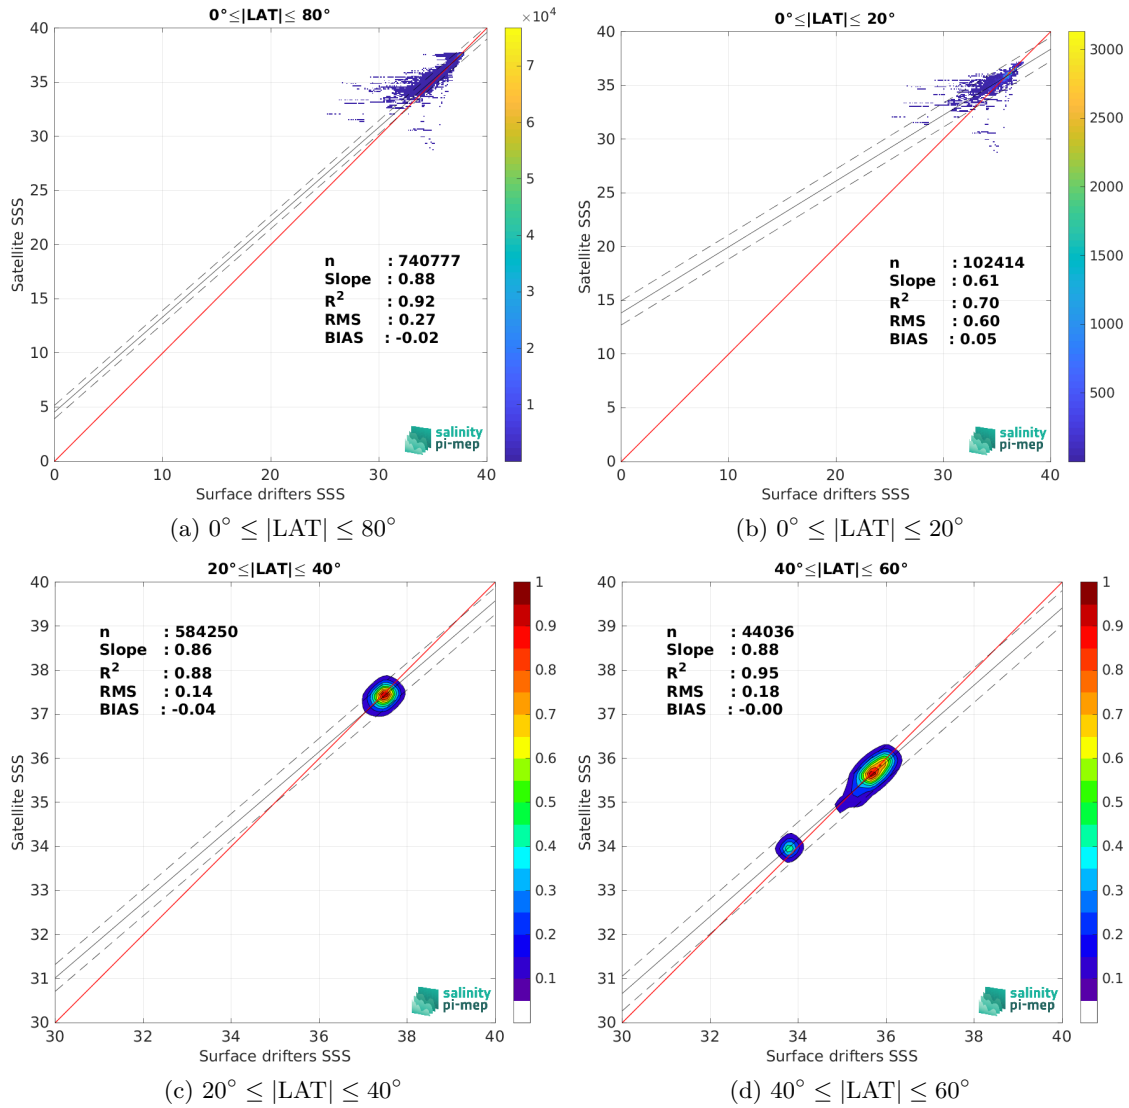 0°≤|LAT|≤ 80°
×10⁴
40
35
30
25
20
15
10
5
0
Satellite SSS
n : 740777
Slope : 0.88
R² : 0.92
RMS : 0.27
BIAS : -0.02
salinity
pi-mep
0 10 20 30 40
Surface drifters SSS
7
6
5
4
3
2
1
(a) 0° ≤ |LAT| ≤ 80°
0°≤|LAT|≤ 20°
40
35
30
25
20
15
10
5
0
Satellite SSS
n : 102414
Slope : 0.61
R² : 0.70
RMS : 0.60
BIAS : 0.05
salinity
pi-mep
0 10 20 30 40
Surface drifters SSS
3000
2500
2000
1500
1000
500
(b) 0° ≤ |LAT| ≤ 20°
20°≤|LAT|≤ 40°
40
39
38
37
36
35
34
33
32
31
30
Satellite SSS
n : 584250
Slope : 0.86
R² : 0.88
RMS : 0.14
BIAS : -0.04
salinity
pi-mep
30 32 34 36 38 40
Surface drifters SSS
1
0.9
0.8
0.7
0.6
0.5
0.4
0.3
0.2
0.1
(c) 20° ≤ |LAT| ≤ 40°
40°≤|LAT|≤ 60°
40
39
38
37
36
35
34
33
32
31
30
Satellite SSS
n : 44036
Slope : 0.88
R² : 0.95
RMS : 0.18
BIAS : -0.00
salinity
pi-mep
30 32 34 36 38 40
Surface drifters SSS
1
0.9
0.8
0.7
0.6
0.5
0.4
0.3
0.2
0.1
(d) 40° ≤ |LAT| ≤ 60°